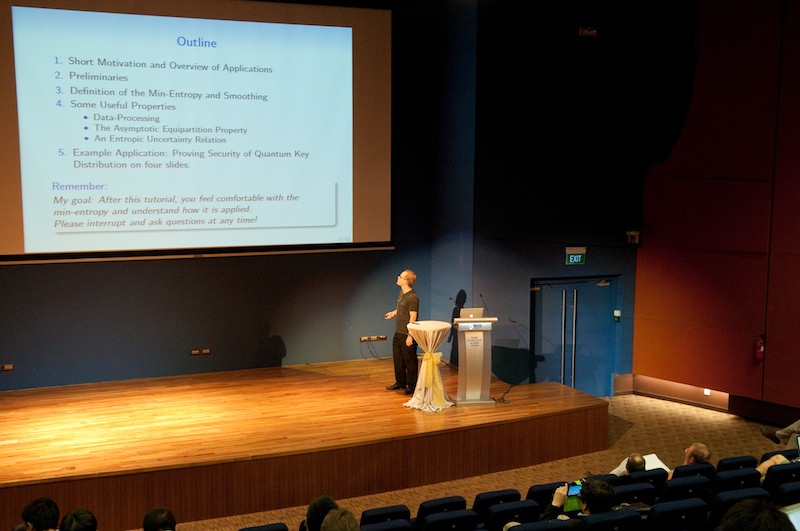 Outline
1. Short Motivation and Overview of Applications
2. Preliminaries
3. Definition of the Min-Entropy and Smoothing
4. Some Useful Properties
• Data-Processing
• The Asymptotic Equipartition Property
• An Entropic Uncertainty Relation
5. Example Application: Proving Security of Quantum Key
Distribution on four slides.
Remember:
My goal: After this tutorial, you feel comfortable with the
min-entropy and understand how it is applied.
Please interrupt and ask questions at any time!
EXIT